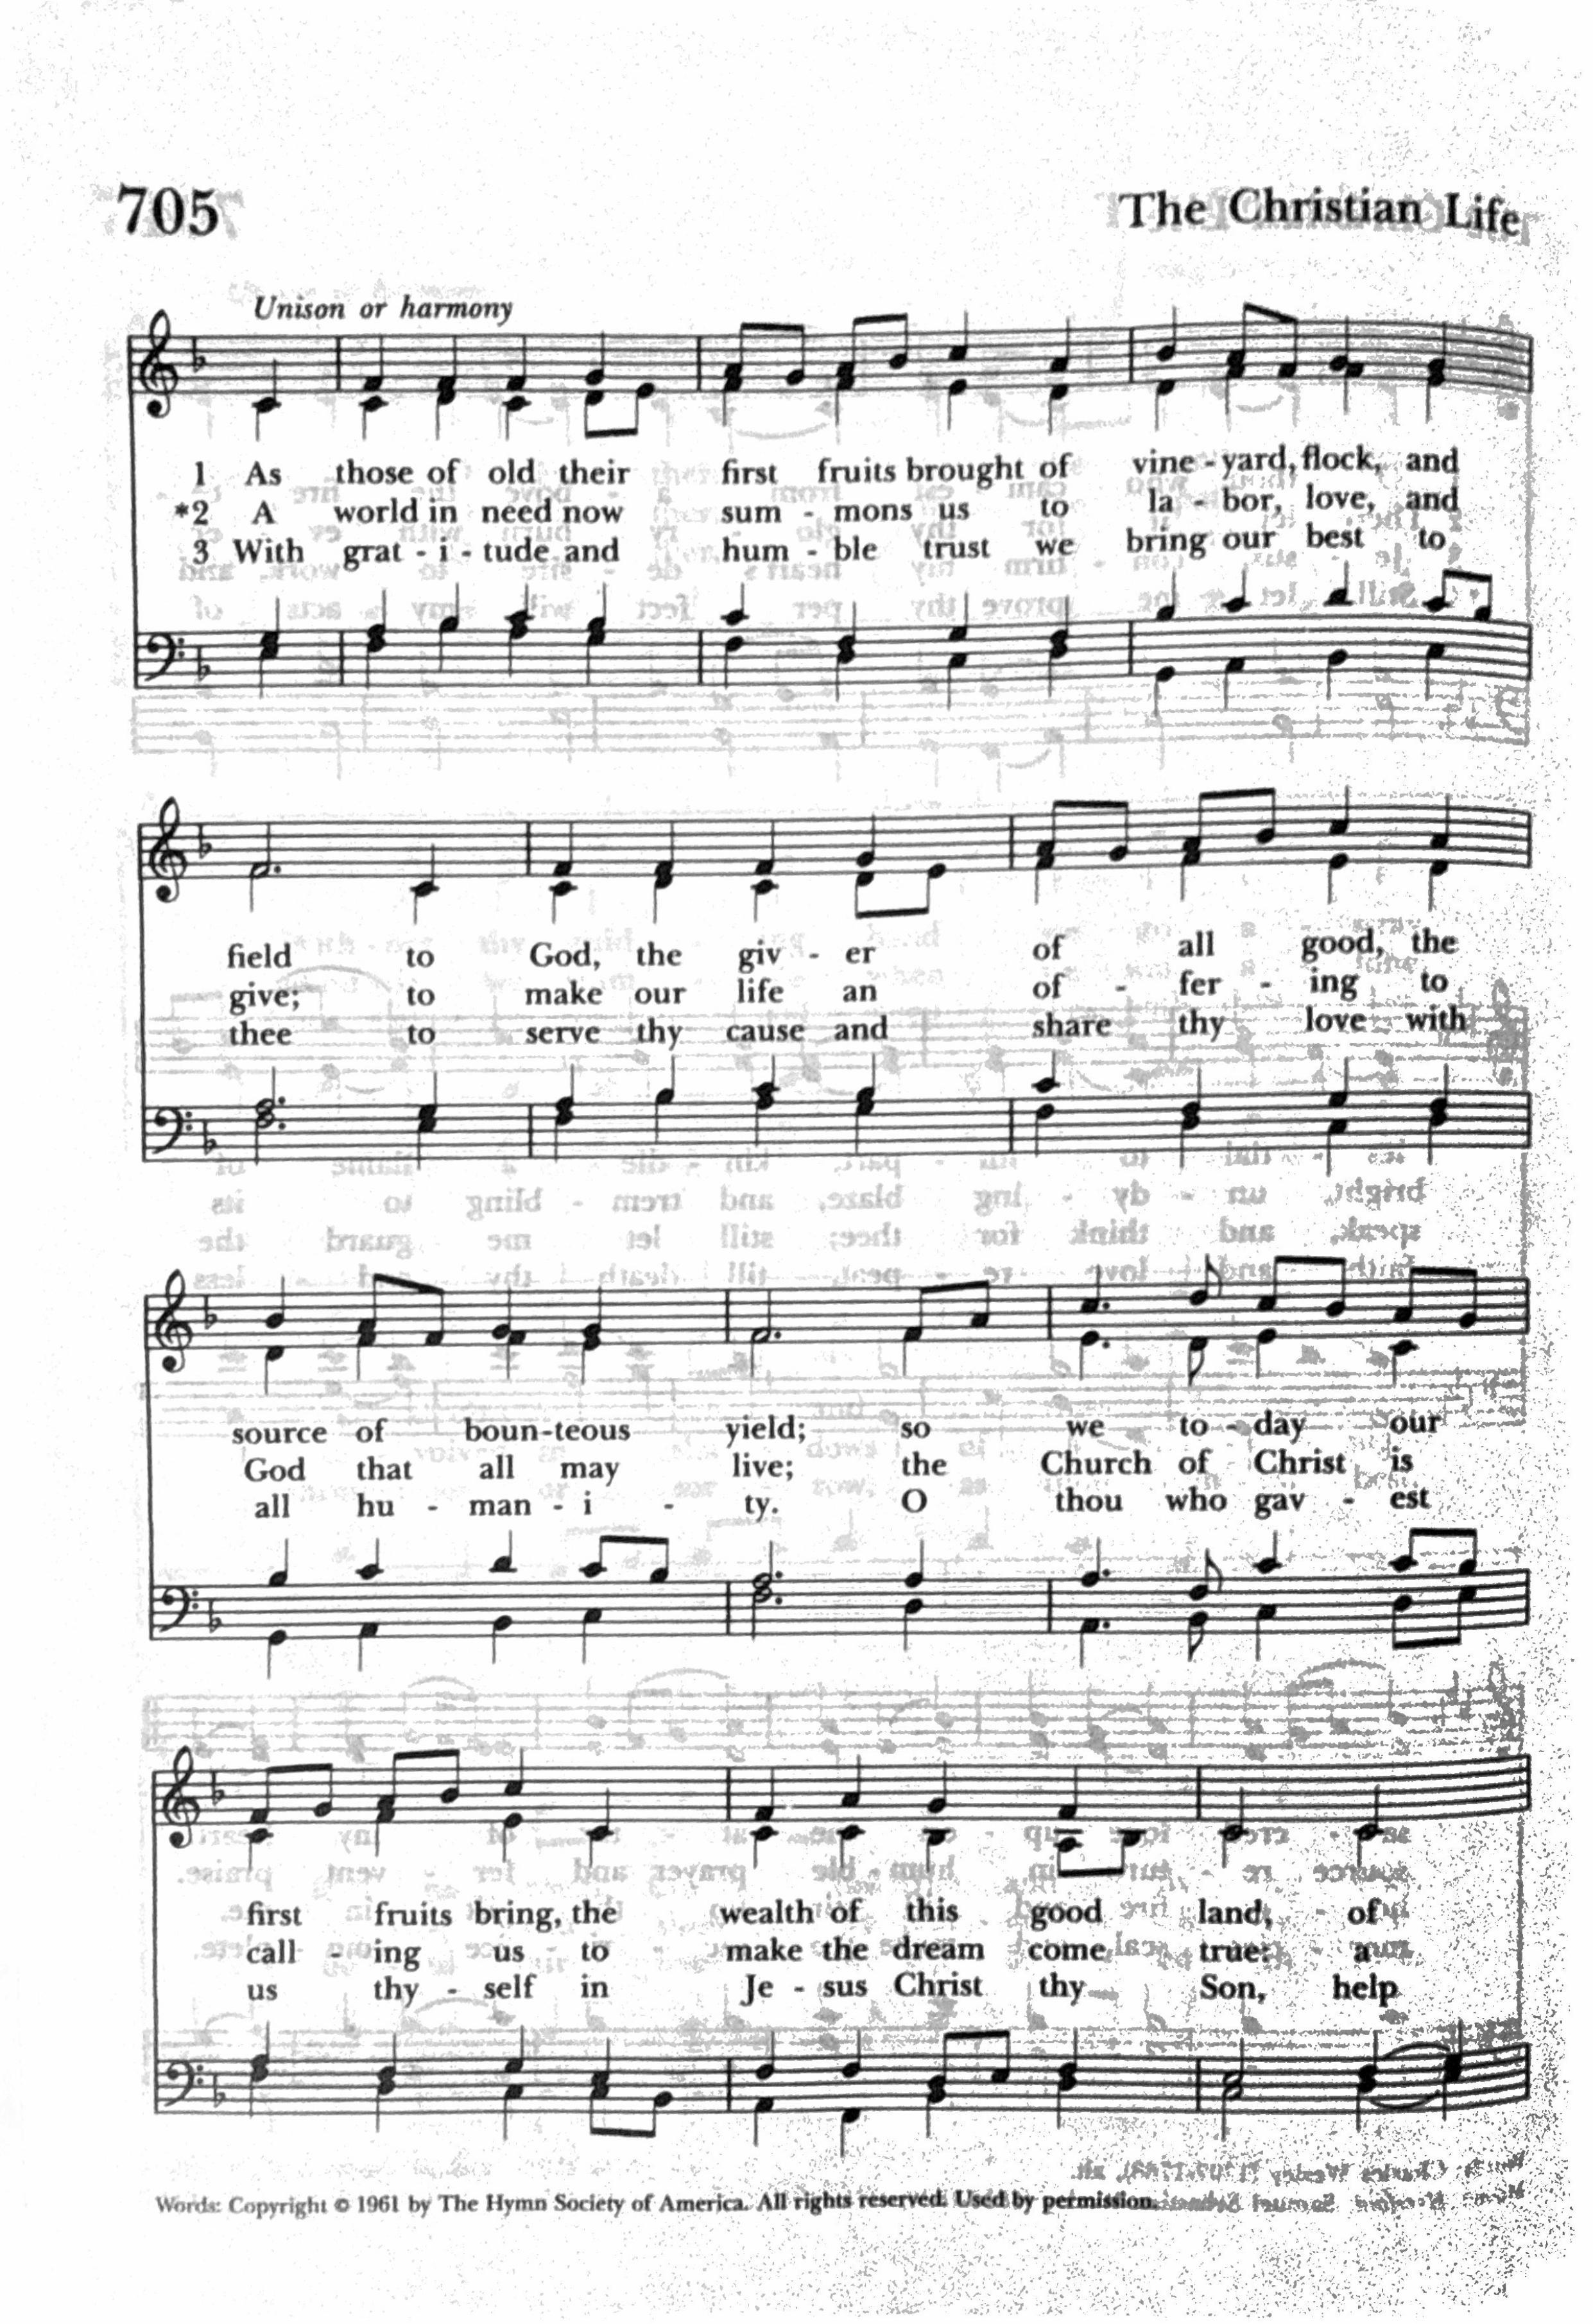 705
The Christian Life
Unison or harmony
1 As those of old their first fruits brought of vine - yard, flock, and
*2 A world in need now sum - mons us to la - bor, love, and
3 With grat - i - tude and hum - ble trust we bring our best to
field to God, the giv - er of all good, the
give; to make our life an of - fer - ing to
thee to serve thy cause and share thy love with
source of boun-teous yield; so we to - day our
God that all may live; the Church of Christ is
all hu - man - i - ty. O thou who gav - est
first fruits bring, the wealth of this good land, of
call - ing us to make the dream come true: a
us thy - self in Je - sus Christ thy Son, help
Words: Copyright © 1961 by The Hymn Society of America. All rights reserved. Used by permission.